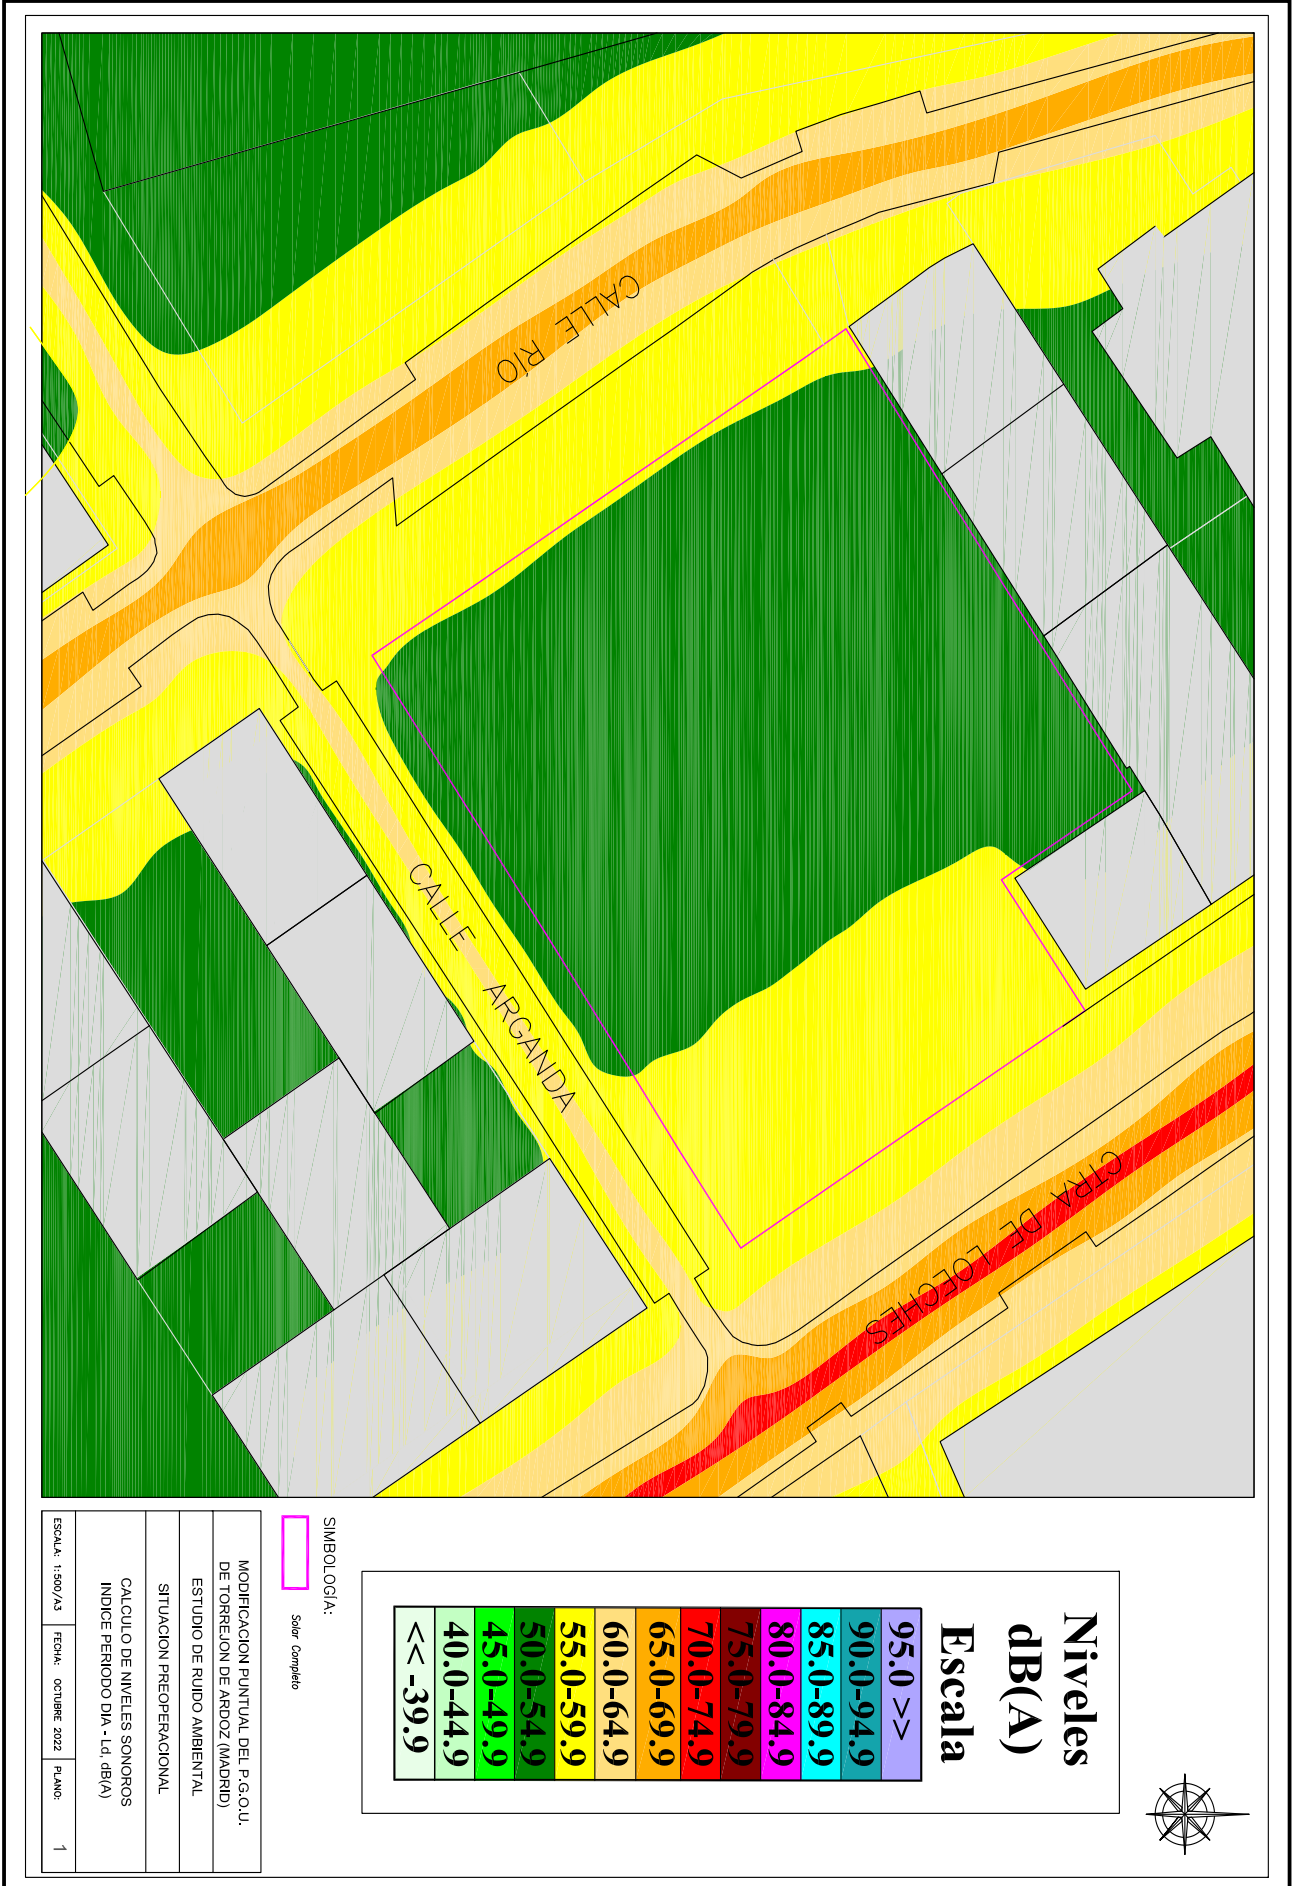 CALLE RÍO
CALLE ARGANDA
CTRA DE LOECHES
Niveles
dB(A)
Escala
95.0 >>
90.0-94.9
85.0-89.9
80.0-84.9
75.0-79.9
70.0-74.9
65.0-69.9
60.0-64.9
55.0-59.9
50.0-54.9
45.0-49.9
40.0-44.9
<< -39.9
SIMBOLOGÍA:
Solar Completo
MODIFICACION PUNTUAL DEL P.G.O.U.
DE TORREJON DE ARDOZ (MADRID)
ESTUDIO DE RUIDO AMBIENTAL
SITUACION PREOPERACIONAL
CALCULO DE NIVELES SONOROS
INDICE PERIODO DIA - Ld, dB(A)
ESCALA: 1:500/A3
FECHA: OCTUBRE 2022
PLANO: 1